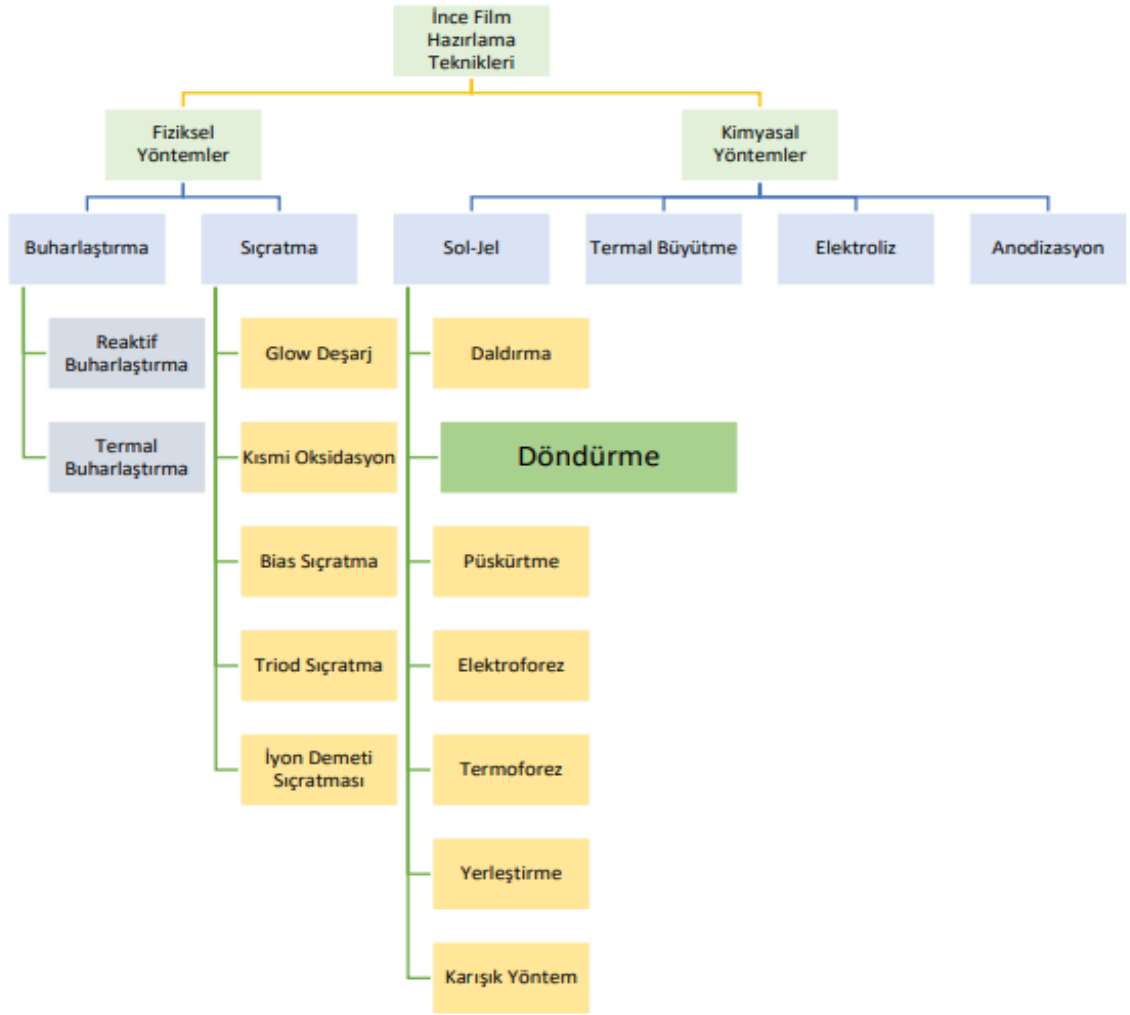 İnce Film
Hazırlama
Teknikleri
Fiziksel
Yöntemler
Kimyasal
Yöntemler
Buharlaştırma
Sıçratma
Sol-Jel
Termal Büyütme
Elektroliz
Anodizasyon
Reaktif
Buharlaştırma
Termal
Buharlaştırma
Glow Deşarj
Kısmi Oksidasyon
Bias Sıçratma
Triod Sıçratma
İyon Demeti
Sıçratması
Daldırma
Döndürme
Püskürtme
Elektroforez
Termoforez
Yerleştirme
Karışık Yöntem